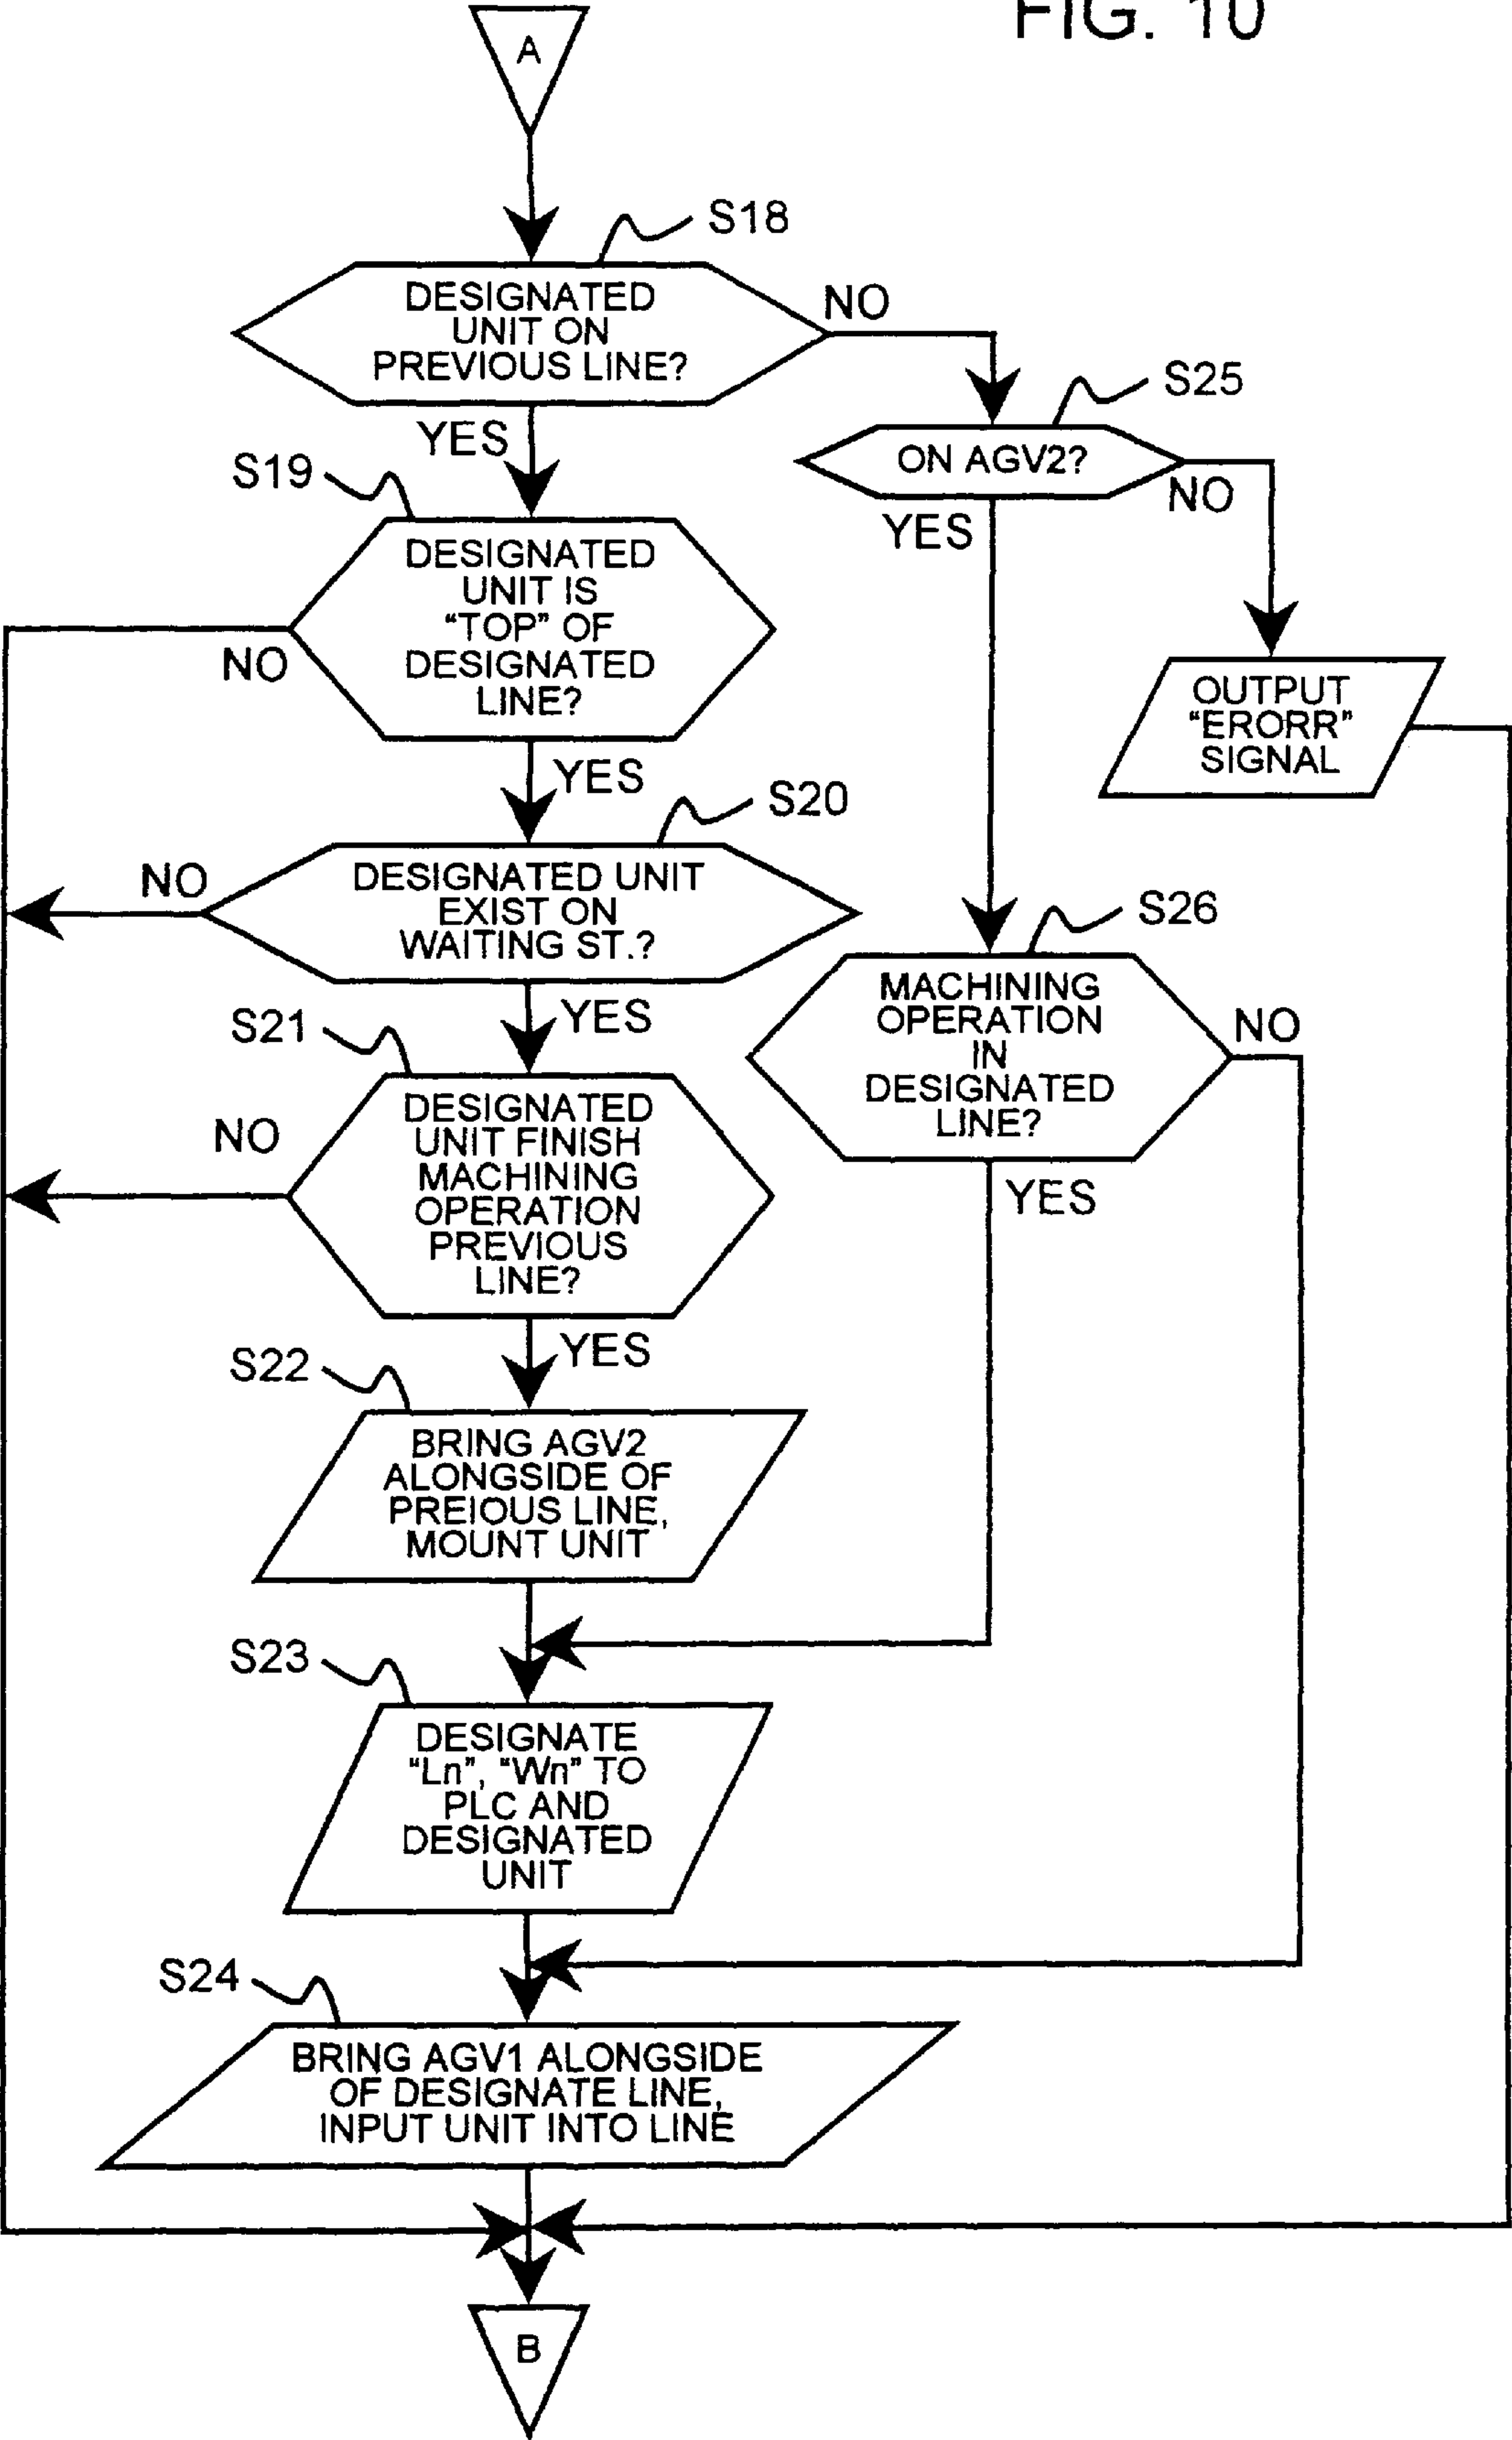 FIG. 10
A
S18
DESIGNATED
UNIT ON
PREVIOUS LINE?
NO
YES
S25
ON AGV2?
NO
YES
S19
DESIGNATED
UNIT IS
“TOP” OF
DESIGNATED
LINE?
NO
YES
OUTPUT
“ERORR”
SIGNAL
S20
DESIGNATED UNIT
EXIST ON
WAITING ST.?
NO
YES
S26
MACHINING
OPERATION
IN
DESIGNATED
LINE?
NO
YES
S21
DESIGNATED
UNIT FINISH
MACHINING
OPERATION
PREVIOUS
LINE?
NO
YES
S22
BRING AGV2
ALONGSIDE OF
PREIOUS LINE,
MOUNT UNIT
S23
DESIGNATE
“Ln”, “Wn” TO
PLC AND
DESIGNATED
UNIT
S24
BRING AGV1 ALONGSIDE
OF DESIGNATE LINE,
INPUT UNIT INTO LINE
B